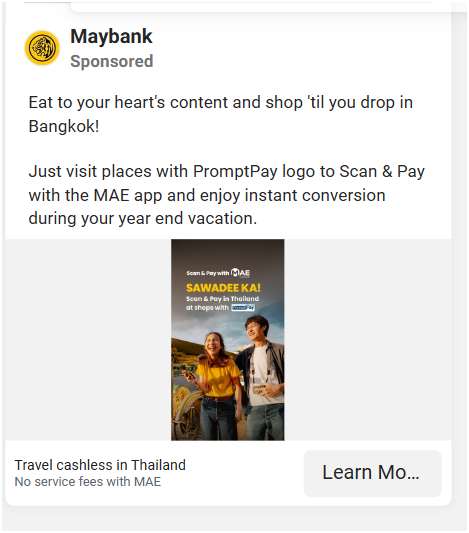 Maybank
Sponsored
Eat to your heart's content and shop 'til you drop in
Bangkok!
Just visit places with PromptPay logo to Scan & Pay
with the MAE app and enjoy instant conversion
during your year end vacation.
Scan & Pay with MAE
SAWADEE KA!
Scan & Pay in Thailand
at shops with
Travel cashless in Thailand
No service fees with MAE
Learn Mo...